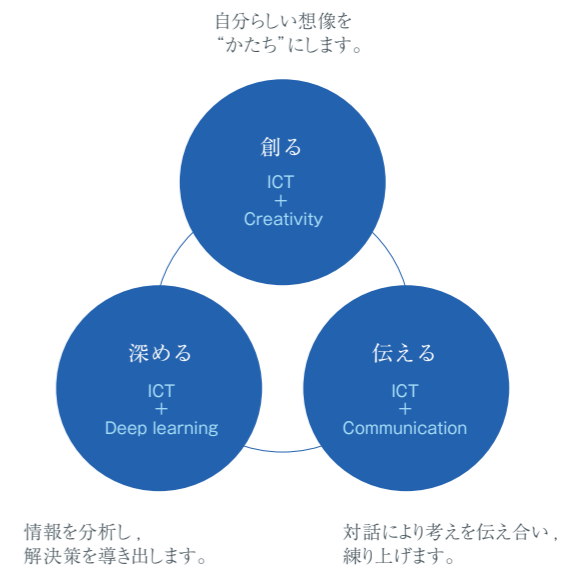 自分らしい想像を
“かたち”にします。
創る
ICT
+
Creativity
深める
ICT
+
Deep learning
伝える
ICT
+
Communication
情報を分析し，
解決策を導き出します。
対話により考えを伝え合い，
練り上げます。